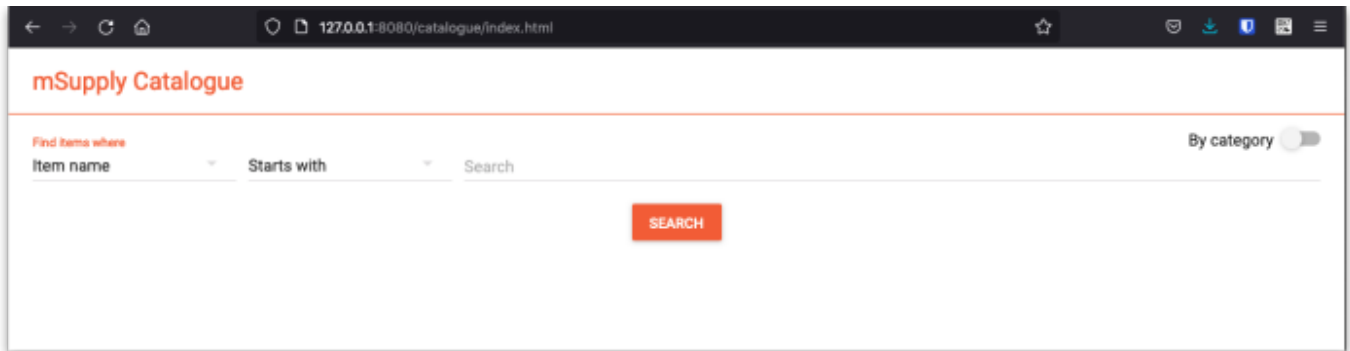 127.0.0.1:8080/catalogue/index.html
mSupply Catalogue
Find items where
By category
Item name
Starts with
Search
SEARCH